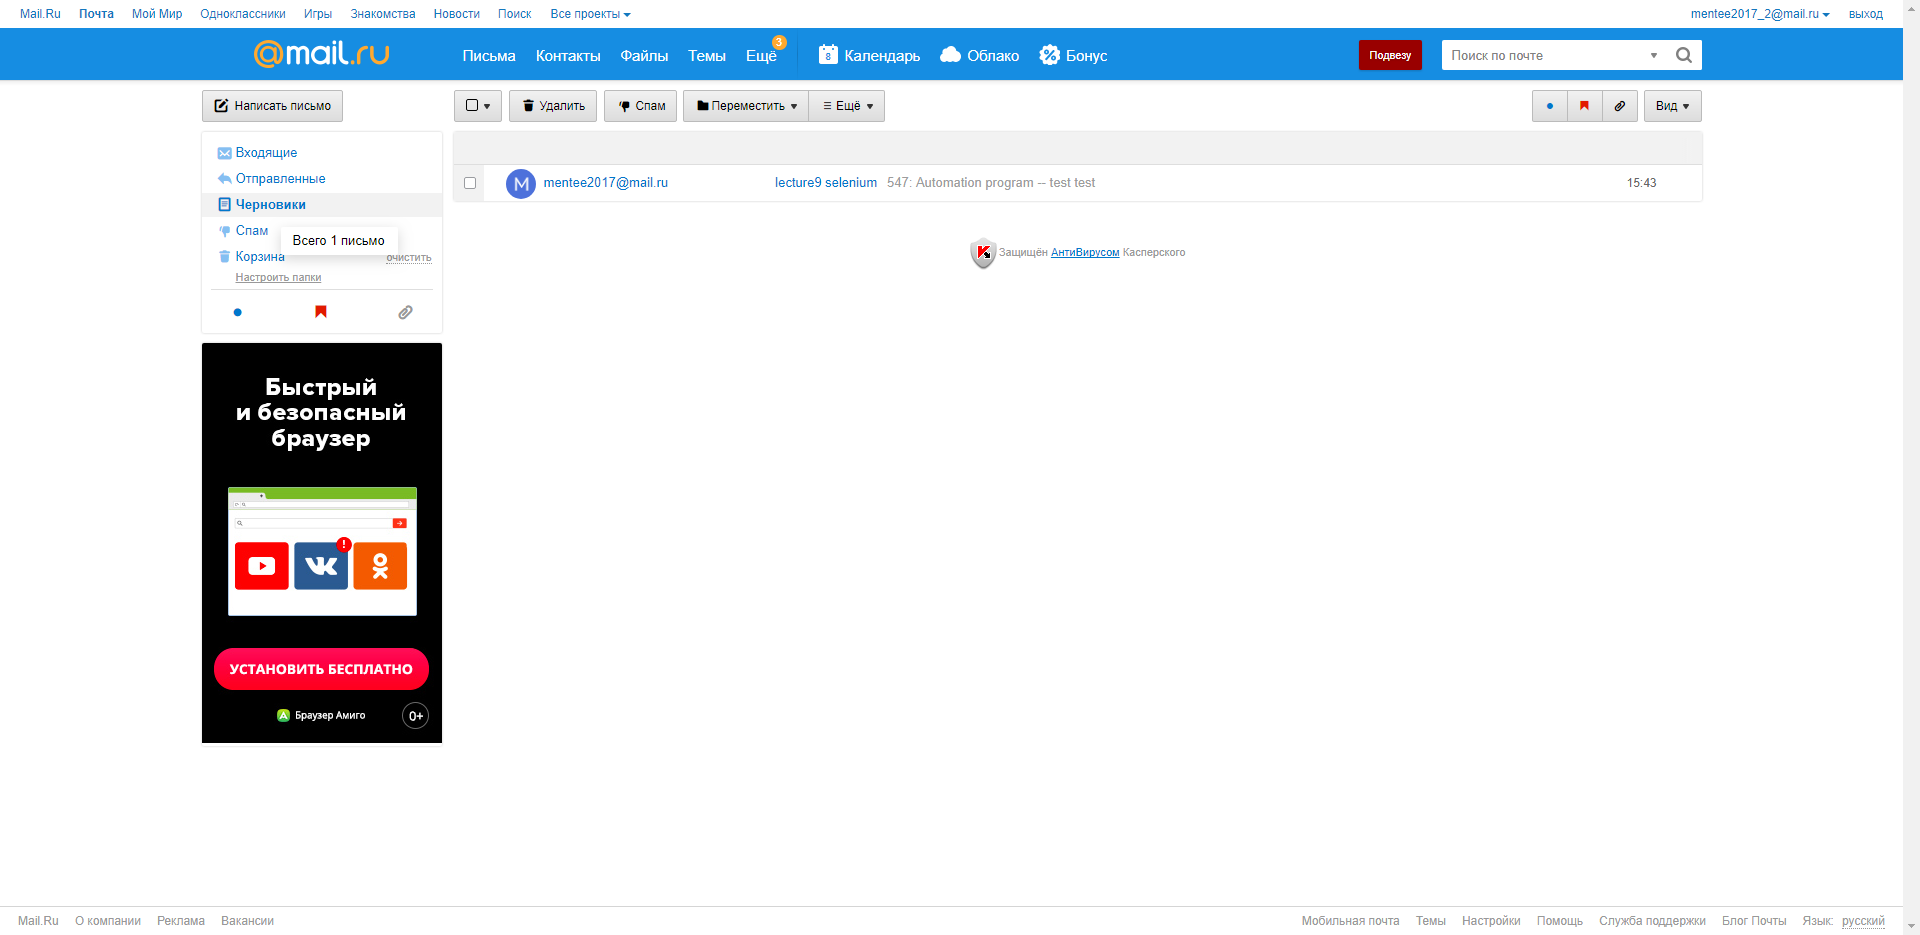 Mail.Ru Почта Мой Мир Одноклассники Игры Знакомства Новости Поиск Все проекты mentee2017_2@mail.ru выход
@mail.ru Письма Контакты Файлы Темы Ещё 3 8 Календарь Облако Бонус Подвезу Поиск по почте
Написать письмо Удалить Спам Переместить Ещё Вид
Входящие
Отправленные
Черновики
Спам
Всего 1 письмо
Корзина очистить
Настроить папки
M mentee2017@mail.ru lecture9 selenium 547: Automation program -- test test 15:43
Защищён АнтиВирусом Касперского
Быстрый
и безопасный
браузер
УСТАНОВИТЬ БЕСПЛАТНО
Браузер Амиго 0+
Mail.Ru О компании Реклама Вакансии Мобильная почта Темы Настройки Помощь Служба поддержки Блог Почты Язык: русский